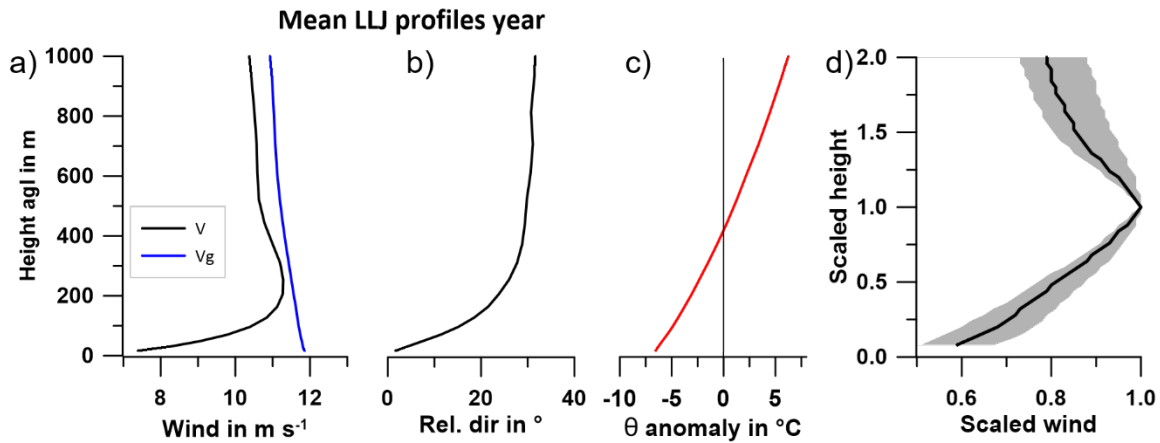 Mean LLJ profiles year
a)
b)
c)
d)
Height agl in m
1000
800
600
400
200
0
V
Vg
8
10
12
Wind in m s-1
0
20
40
Rel. dir in °
-10
-5
0
5
θ anomaly in °C
Scaled height
2.0
1.5
1.0
0.5
0.0
0.6
0.8
1.0
Scaled wind